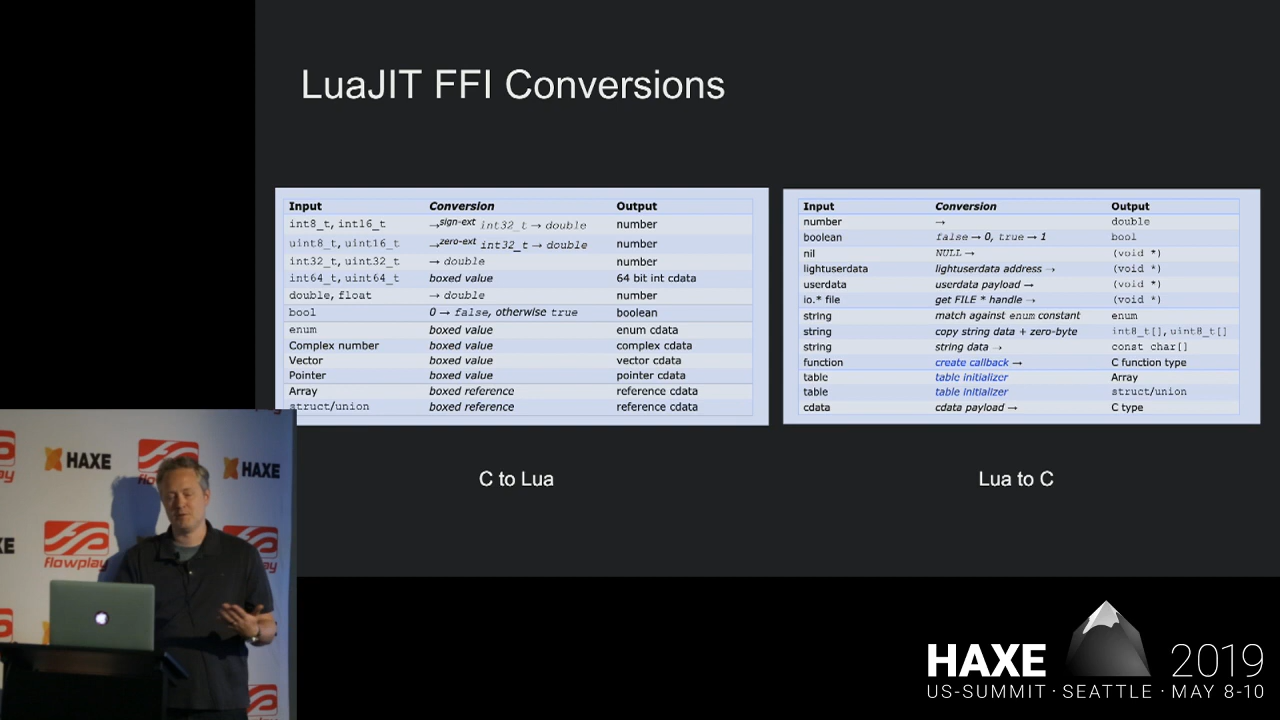 LuaJIT FFI Conversions
Input Conversion Output
int8_t, int16_t →sign-ext int32_t → double number
uint8_t, uint16_t →zero-ext int32_t → double number
int32_t, uint32_t → double number
int64_t, uint64_t boxed value 64 bit int cdata
double, float → double number
bool 0 → false, otherwise true boolean
enum boxed value enum cdata
Complex number boxed value complex cdata
Vector boxed value vector cdata
Pointer boxed value pointer cdata
Array boxed reference reference cdata
struct/union boxed reference reference cdata
C to Lua
Input Conversion Output
number → double
boolean false → 0, true → 1 bool
nil NULL → (void *)
lightuserdata lightuserdata address → (void *)
userdata userdata payload → (void *)
io.* file get FILE * handle → (void *)
string match against enum constant enum
string copy string data + zero-byte int8_t[], uint8_t[]
string string data → const char[]
function create callback → C function type
table table initializer Array
table table initializer struct/union
cdata cdata payload → C type
Lua to C
HAXE
HAXE
flowplay
HAXE 2019
US-SUMMIT · SEATTLE · MAY 8-10